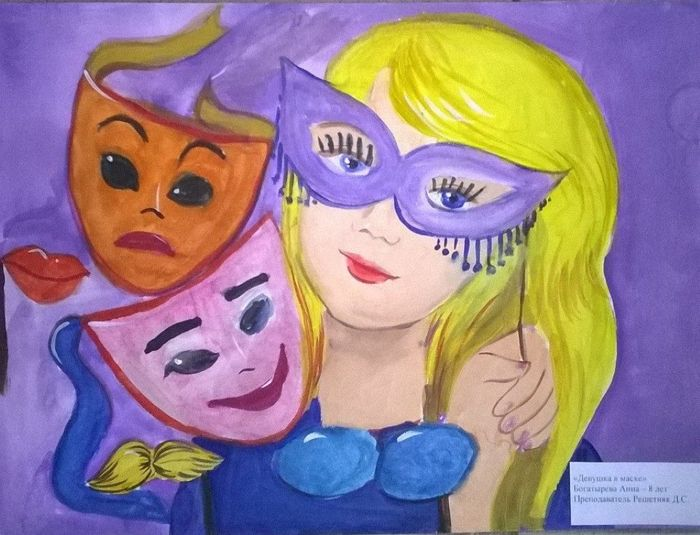 «Девушка в маске»
Богатырева Анна – 8 лет
Преподаватель Решетняк Д.С.